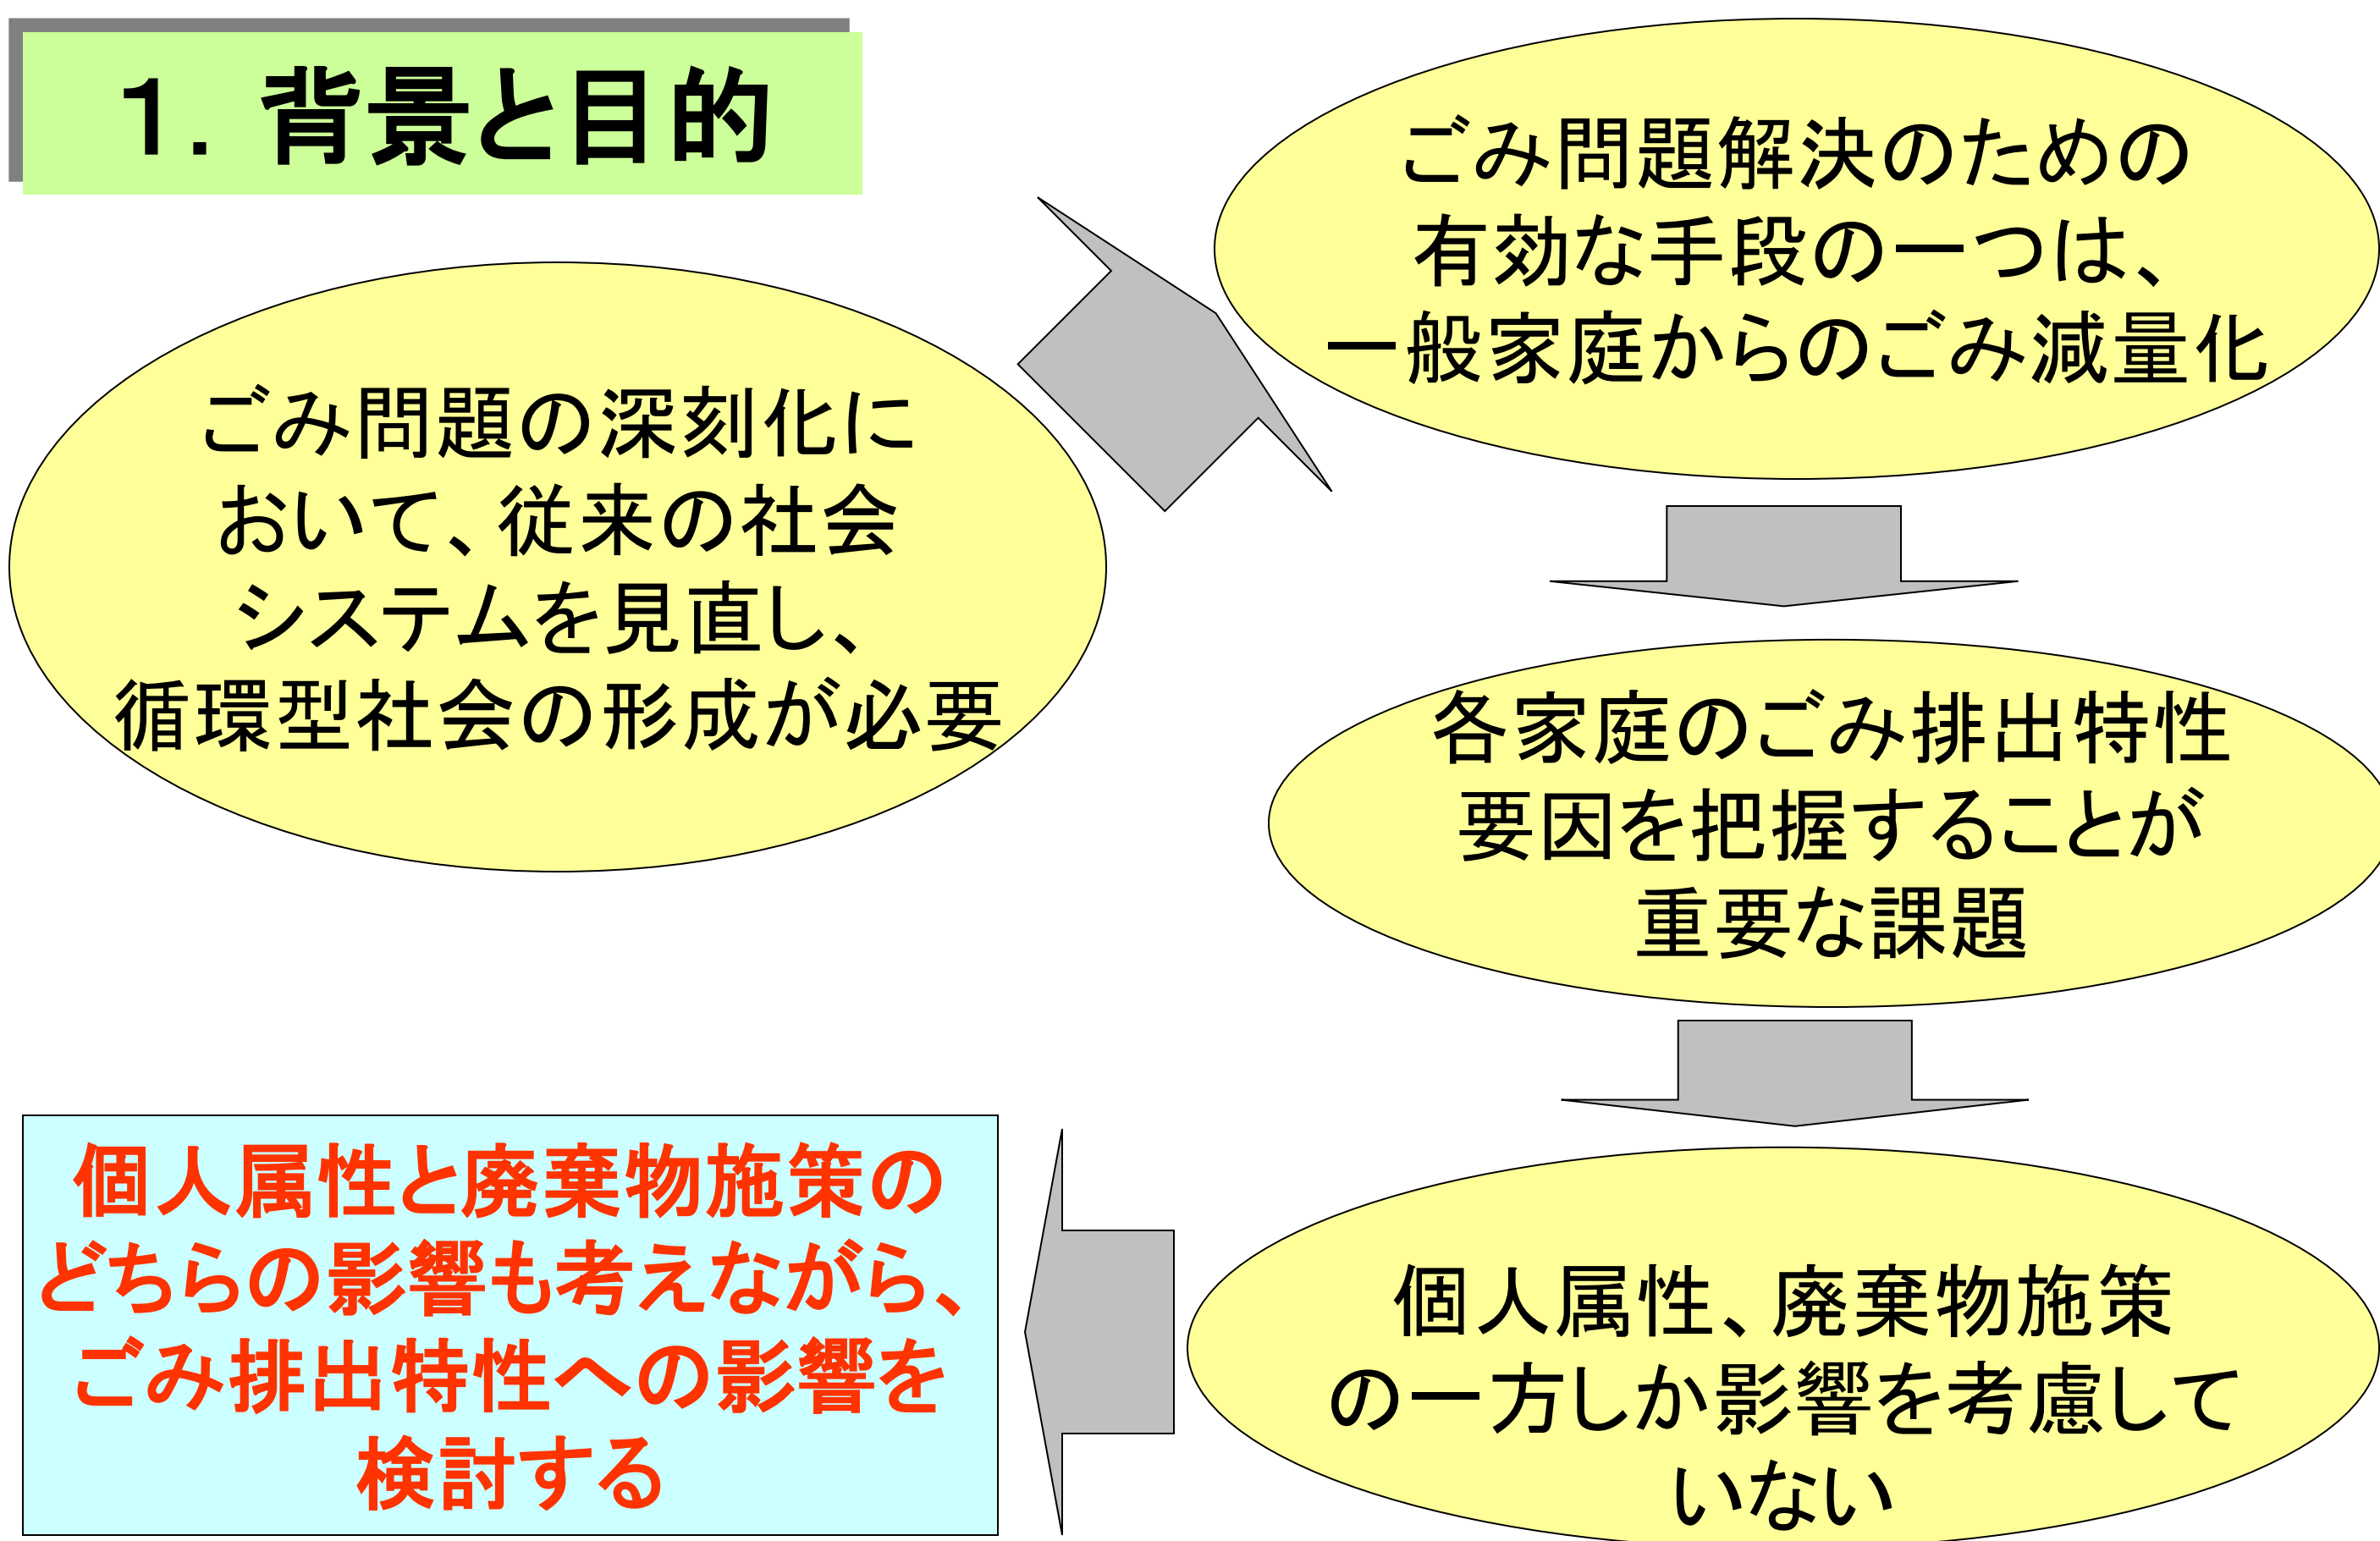 1．背景と目的
ごみ問題の深刻化に
おいて、従来の社会
システムを見直し、
循環型社会の形成が必要
ごみ問題解決のための
有効な手段の一つは、
一般家庭からのごみ減量化
各家庭のごみ排出特性
要因を把握することが
重要な課題
個人属性、廃棄物施策
の一方しか影響を考慮して
いない
個人属性と廃棄物施策の
どちらの影響も考えながら、
ごみ排出特性への影響を
検討する